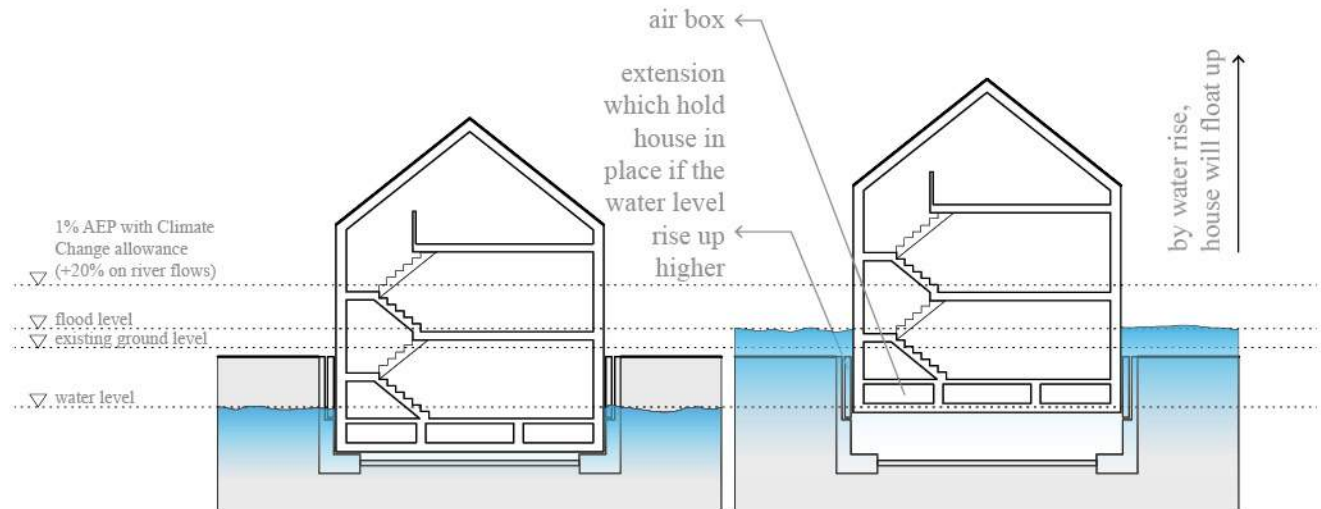 1% AEP with Climate
Change allowance
(+20% on river flows)
flood level
existing ground level
water level
air box
extension
which hold
house in
place if the
water level
rise up
higher
by water rise,
house will float up